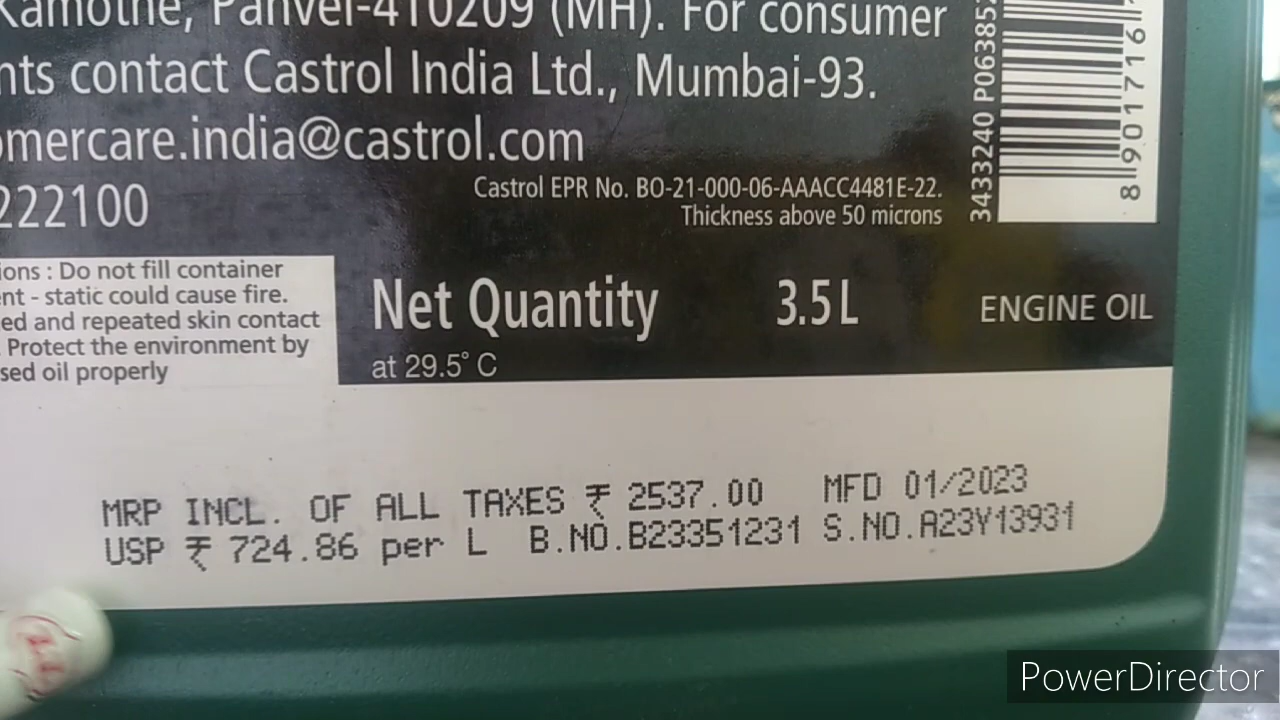 Kamothe, Panvel-410209 (MH). For consumer
contact Castrol India Ltd., Mumbai-93.
omercare.india@castrol.com
222100
Castrol EPR No. BO-21-000-06-AAACC4481E-22.
Thickness above 50 microns
3433240 P06385
8 901716
ions : Do not fill container
nt - static could cause fire.
ed and repeated skin contact
. Protect the environment by
sed oil properly
Net Quantity 3.5 L ENGINE OIL
at 29.5° C
MRP INCL. OF ALL TAXES ₹ 2537.00 MFD 01/2023
USP ₹ 724.86 per L B.NO.B23351231 S.NO.A23Y13931
PowerDirector